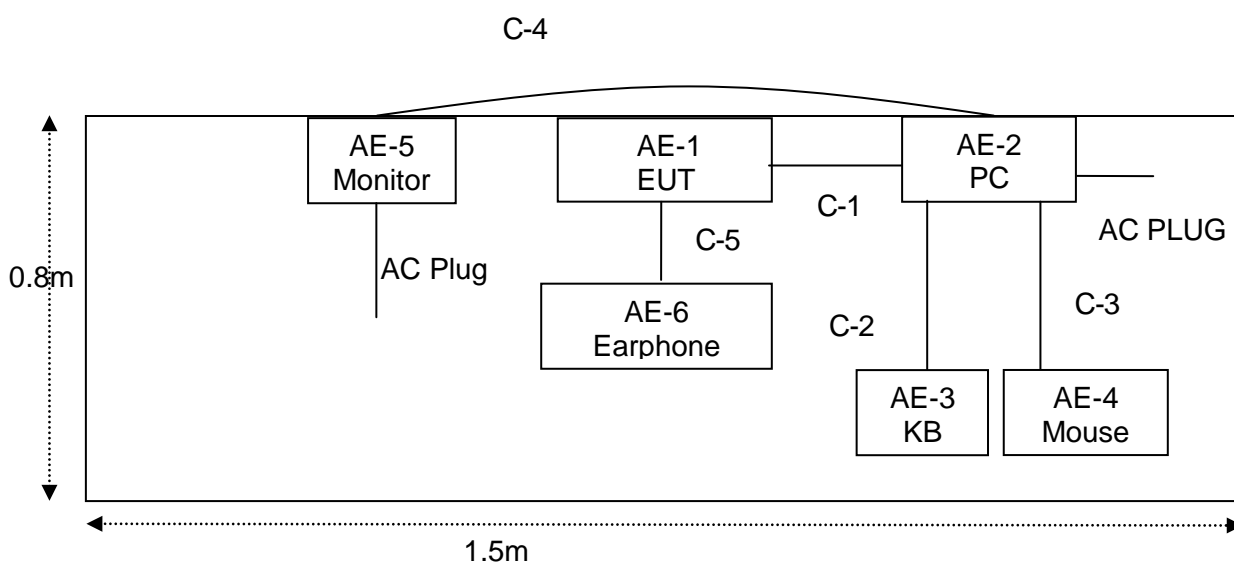 C-4
AE-5
Monitor
AE-1
EUT
AE-2
PC
C-1
C-5
AC PLUG
AC Plug
0.8m
AE-6
Earphone
C-2
C-3
AE-3
KB
AE-4
Mouse
1.5m